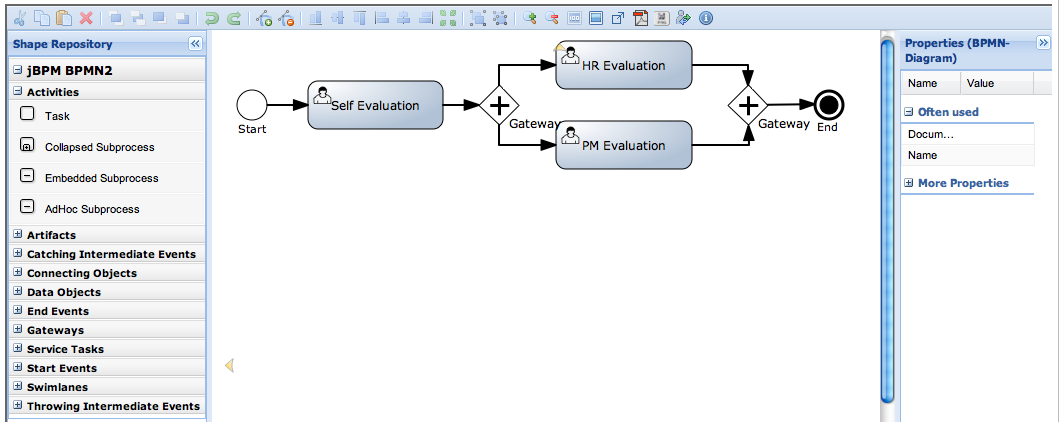 Shape Repository
jBPM BPMN2
Activities
Task
Collapsed Subprocess
Embedded Subprocess
AdHoc Subprocess
Artifacts
Catching Intermediate Events
Connecting Objects
Data Objects
End Events
Gateways
Service Tasks
Start Events
Swimlanes
Throwing Intermediate Events
Start
Self Evaluation
Gateway
HR Evaluation
PM Evaluation
Gateway
End
Properties (BPMN-
Diagram)
Name Value
Often used
Docum...
Name
More Properties